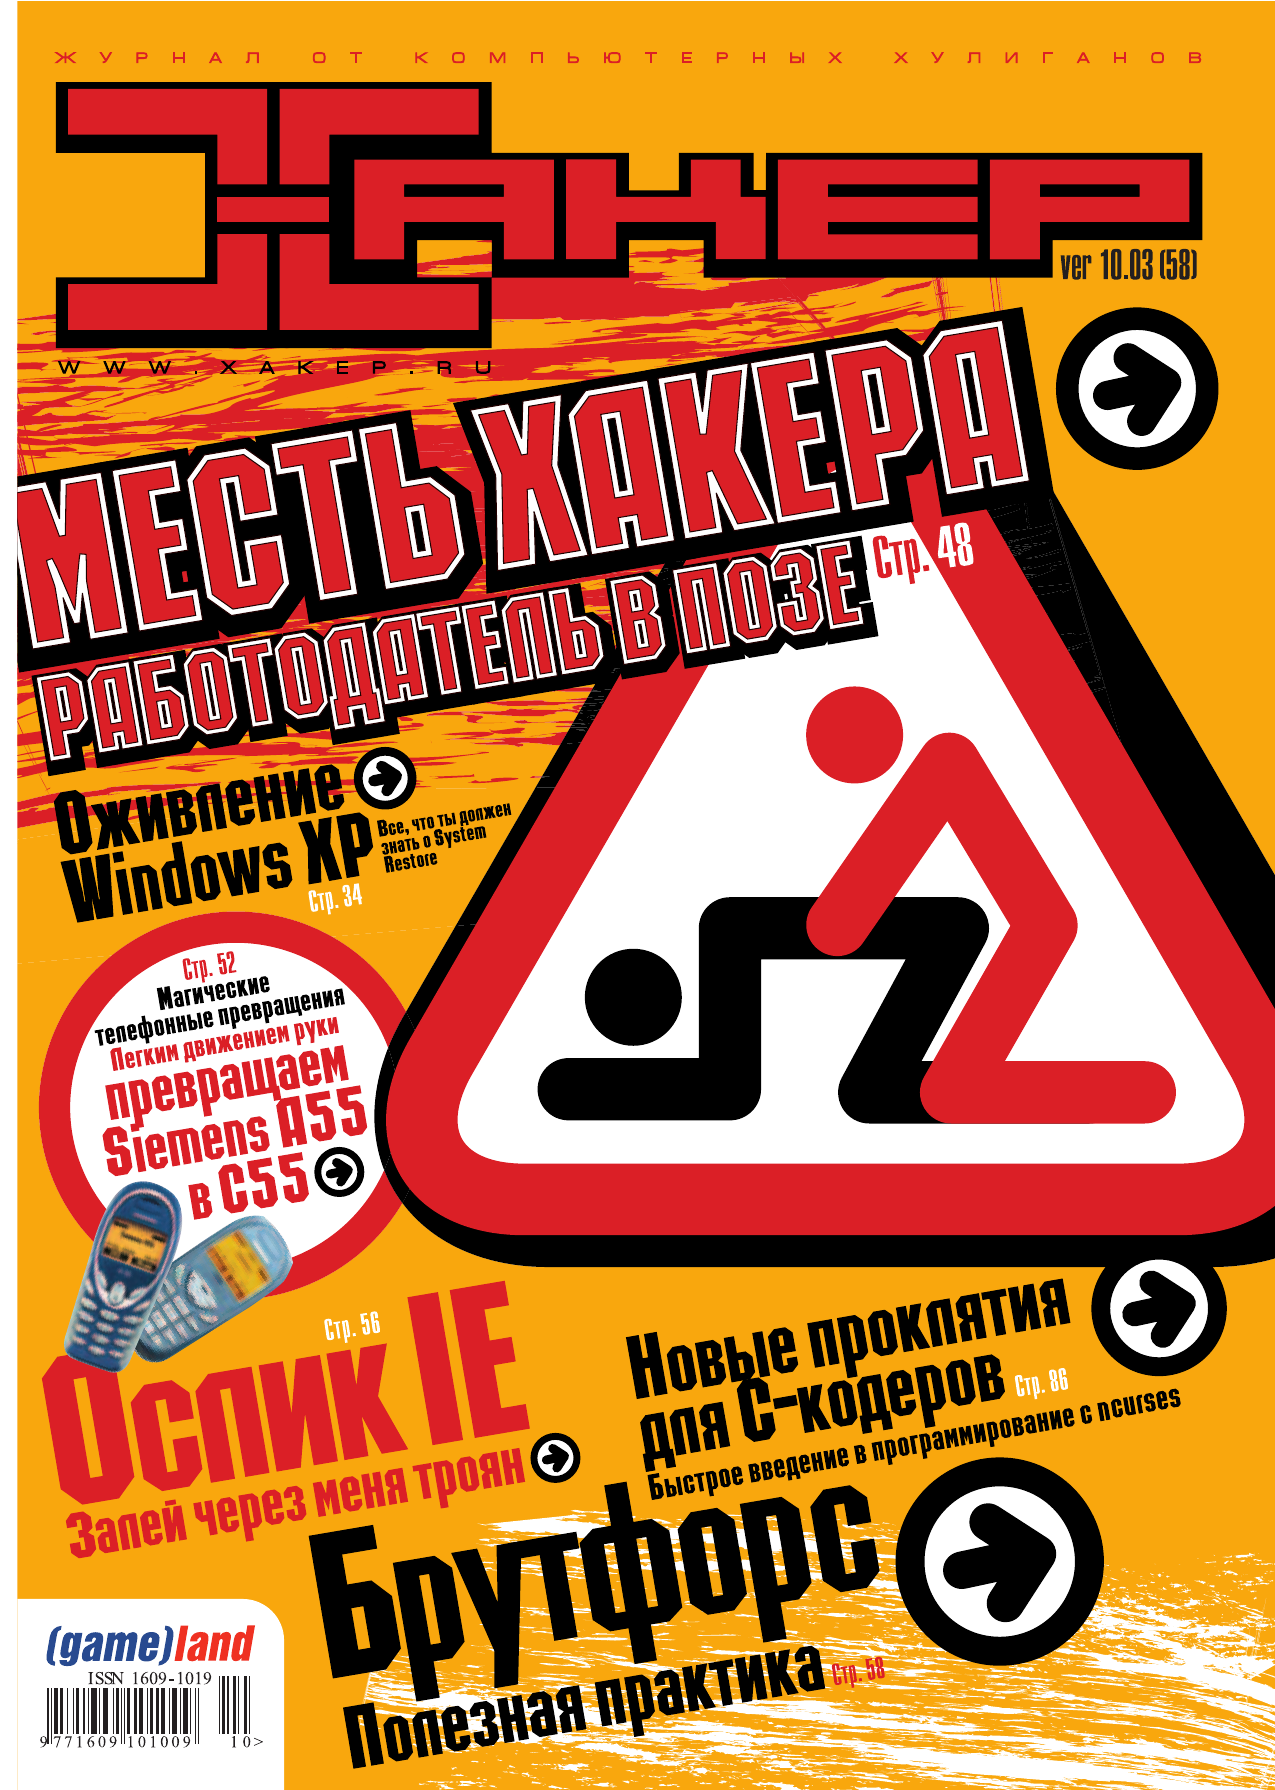 ЖУРНАЛ ОТ КОМПЬЮТЕРНЫХ ХУЛИГАНОВ
ХАКЕР
ver 10.03 (58)
WWW.XAKEP.RU
МЕСТЬ ХАКЕРА
Стр. 48
РАБОТОДАТЕЛЬ В ПОЗЕ
Оживление
Windows XP
Все, что ты должен
знать о System
Restore
Стр. 34
Стр. 52
Магические
телефонные превращения
Легким движением руки
превращаем
Siemens A55
в C55
Стр. 56
Ослик IE
Залей через меня троян
Новые проклятия
для С-кодеров
Стр. 86
Быстрое введение в программирование с ncurses
Брутфорс
Полезная практика
Стр. 58
(game)land
ISSN 1609-1019
9 771609 101009
10>